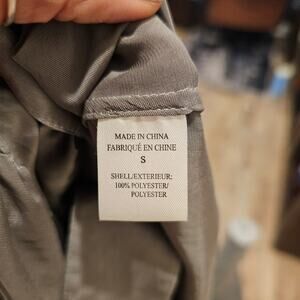 MADE IN CHINA
FABRIQUÉ EN CHINE
S
SHELL/EXTERIEUR:
100% POLYESTER/
POLYESTER